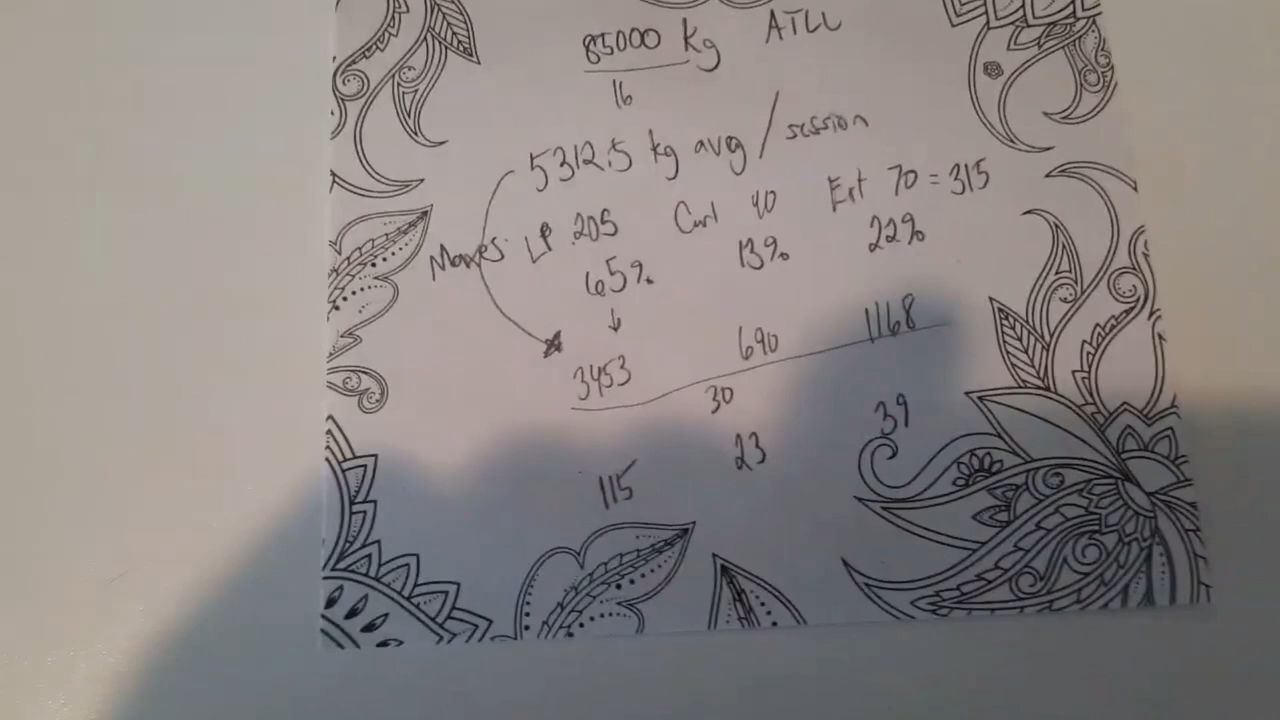 85000 kg ATLL
16
5312.5 kg avg/session
Maxes: LP 205 Curl 40 Ext 70 = 315
65% 13% 22%
3453 690 1168
30
115 23 39